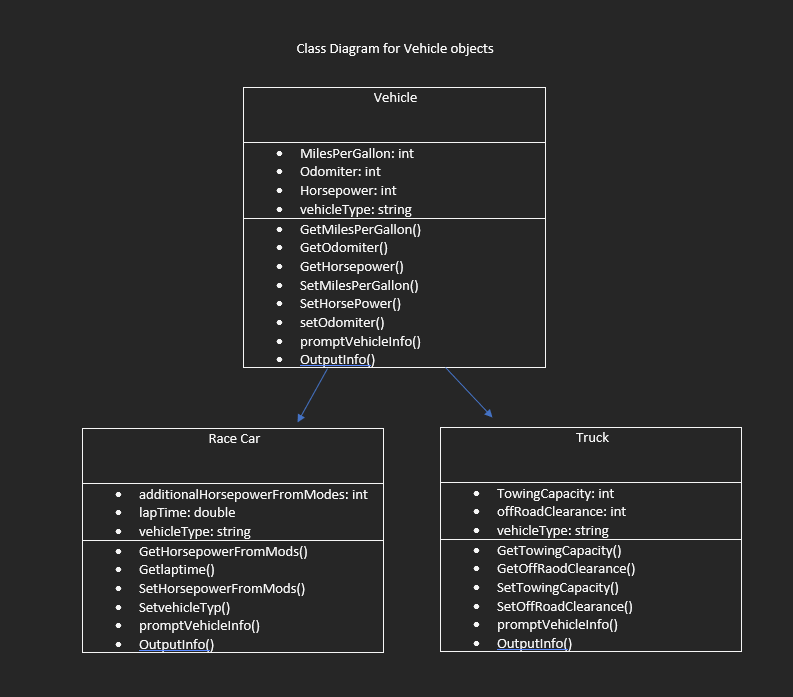 Class Diagram for Vehicle objects
Vehicle
MilesPerGallon: int
Odomiter: int
Horsepower: int
vehicleType: string
GetMilesPerGallon()
GetOdomiter()
GetHorsepower()
SetMilesPerGallon()
SetHorsePower()
setOdomiter()
promptVehicleInfo()
OutputInfo()
Race Car
additionalHorsepowerFromModes: int
lapTime: double
vehicleType: string
GetHorsepowerFromMods()
Getlaptime()
SetHorsepowerFromMods()
SetvehicleTyp()
promptVehicleInfo()
OutputInfo()
Truck
TowingCapacity: int
offRoadClearance: int
vehicleType: string
GetTowingCapacity()
GetOffRaodClearance()
SetTowingCapacity()
SetOffRoadClearance()
promptVehicleInfo()
OutputInfo()